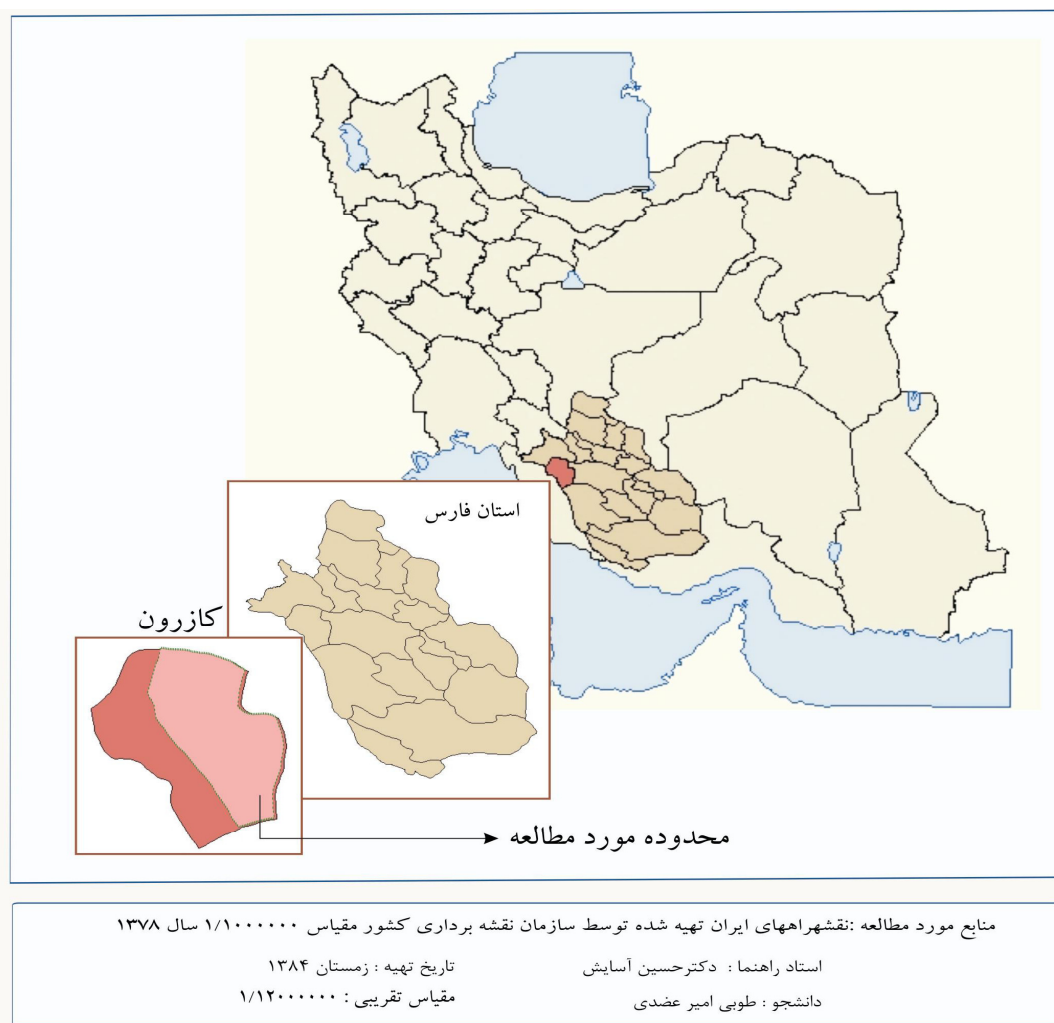 استان فارس
کازرون
محدوده مورد مطالعه
منابع مورد مطالعه :نقشهراههای ایران تهیه شده توسط سازمان نقشه برداری کشور مقیاس ۱/۱۰۰۰۰۰۰ سال ۱۳۷۸
استاد راهنما : دکترحسین آسایش
تاریخ تهیه : زمستان ۱۳۸۴
دانشجو : طوبی امیر عضدی
مقیاس تقریبی : ۱/۱۲۰۰۰۰۰۰